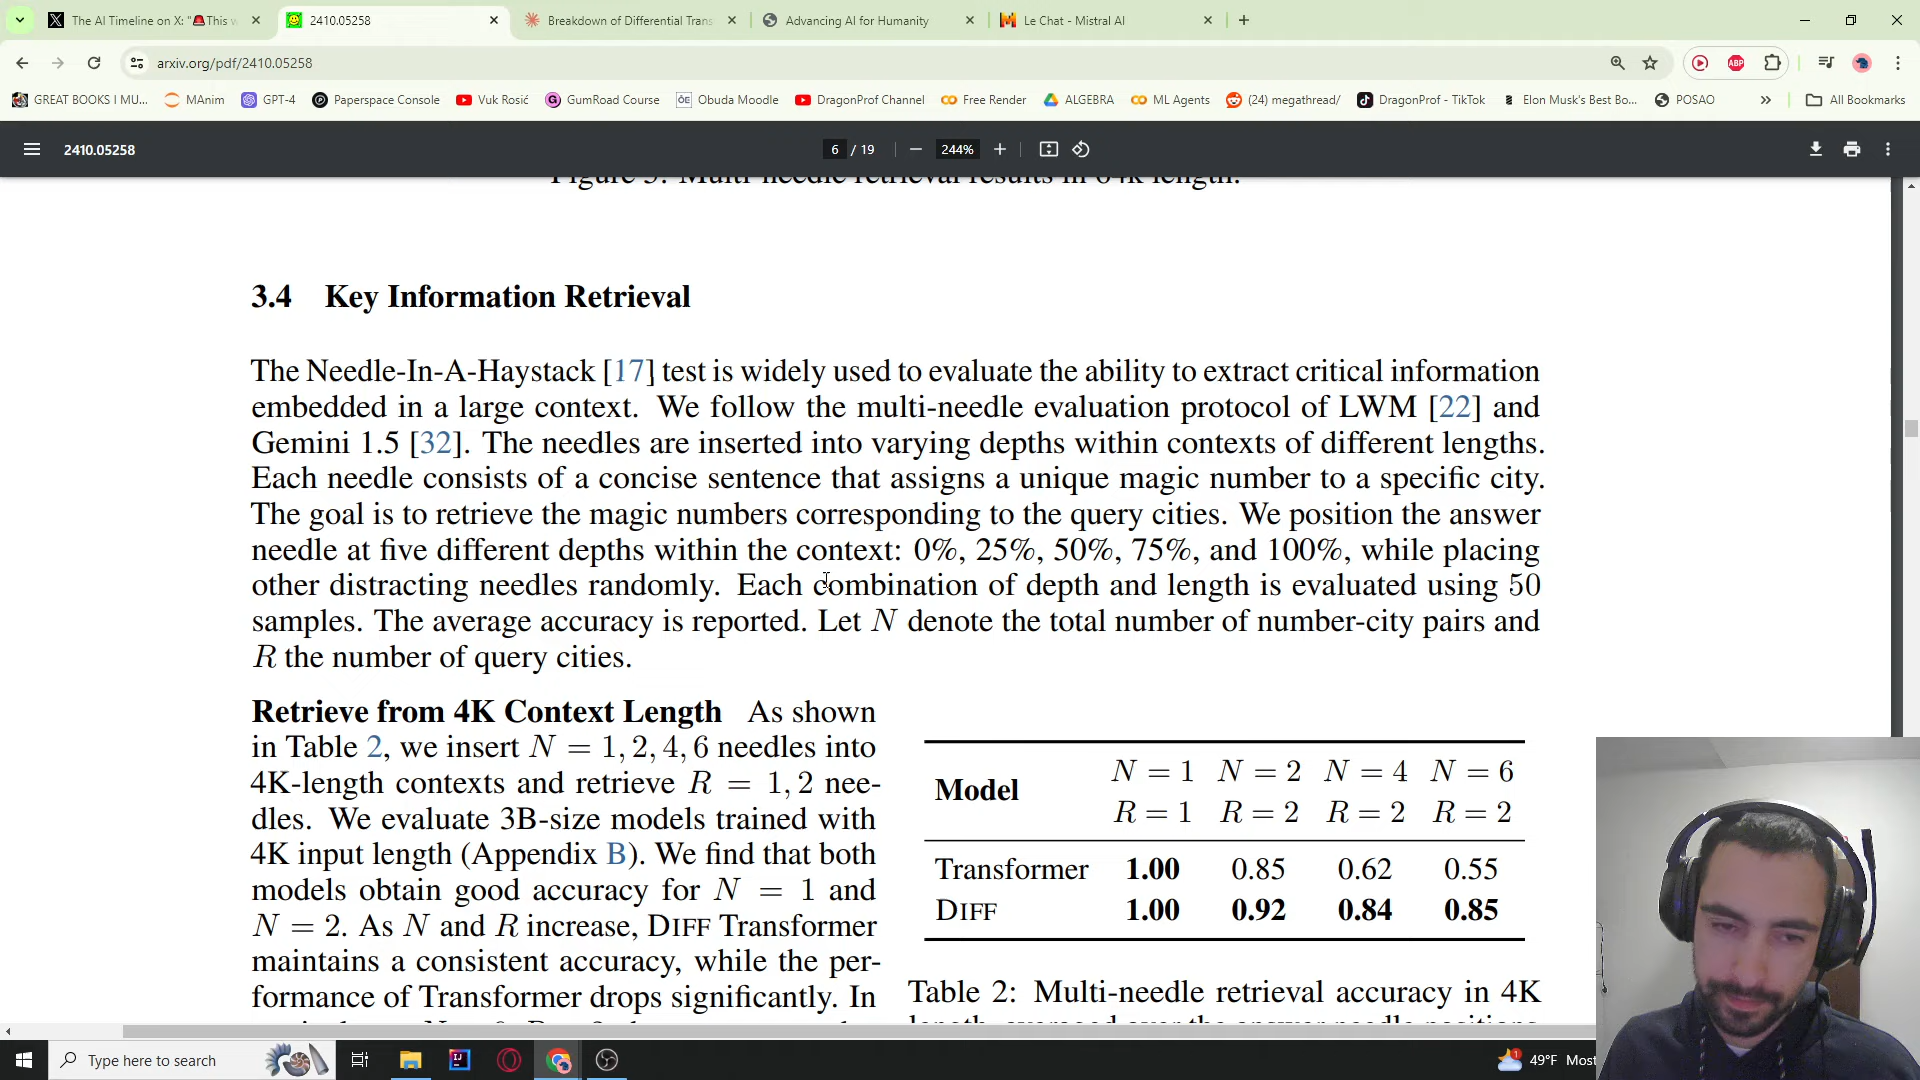 The AI Timeline on X: "🚨This w
2410.05258
Breakdown of Differential Trans
Advancing AI for Humanity
Le Chat - Mistral AI
arxiv.org/pdf/2410.05258
GREAT BOOKS I MU...
MAnim
GPT-4
Paperspace Console
Vuk Rosić
GumRoad Course
Obuda Moodle
DragonProf Channel
Free Render
ALGEBRA
ML Agents
(24) megathread/
DragonProf - TikTok
Elon Musk's Best Bo...
POSAO
All Bookmarks
2410.05258
6 / 19
244%
3.4 Key Information Retrieval
The Needle-In-A-Haystack [17] test is widely used to evaluate the ability to extract critical information
embedded in a large context. We follow the multi-needle evaluation protocol of LWM [22] and
Gemini 1.5 [32]. The needles are inserted into varying depths within contexts of different lengths.
Each needle consists of a concise sentence that assigns a unique magic number to a specific city.
The goal is to retrieve the magic numbers corresponding to the query cities. We position the answer
needle at five different depths within the context: 0%, 25%, 50%, 75%, and 100%, while placing
other distracting needles randomly. Each combination of depth and length is evaluated using 50
samples. The average accuracy is reported. Let N denote the total number of number-city pairs and
R the number of query cities.
Retrieve from 4K Context Length As shown
in Table 2, we insert N = 1, 2, 4, 6 needles into
4K-length contexts and retrieve R = 1, 2 nee-
dles. We evaluate 3B-size models trained with
4K input length (Appendix B). We find that both
models obtain good accuracy for N = 1 and
N = 2. As N and R increase, DIFF Transformer
maintains a consistent accuracy, while the per-
formance of Transformer drops significantly. In
Model
N = 1 N = 2 N = 4 N = 6
R = 1 R = 2 R = 2 R = 2
Transformer 1.00 0.85 0.62 0.55
DIFF 1.00 0.92 0.84 0.85
Table 2: Multi-needle retrieval accuracy in 4K
Type here to search
49°F Most